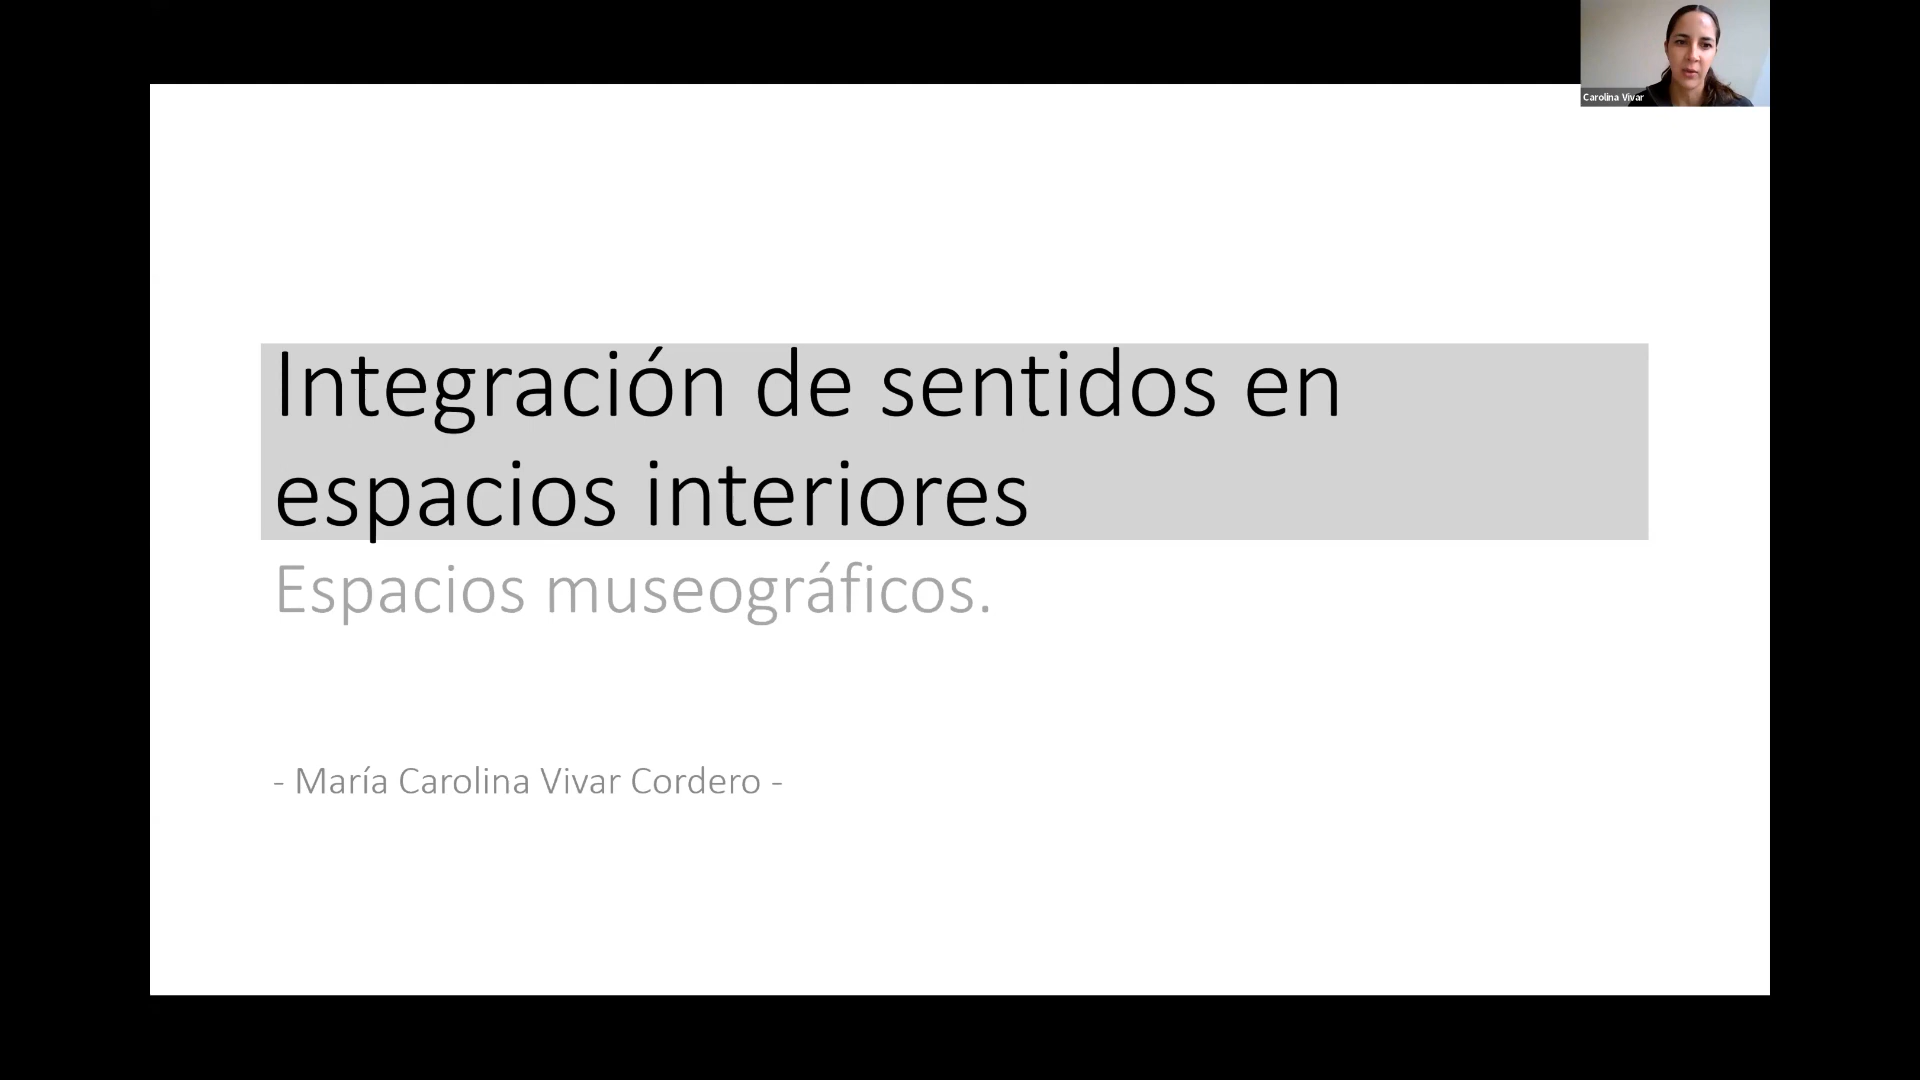 Carolina Vivar
Integración de sentidos en
espacios interiores
Espacios museográficos.
- María Carolina Vivar Cordero -